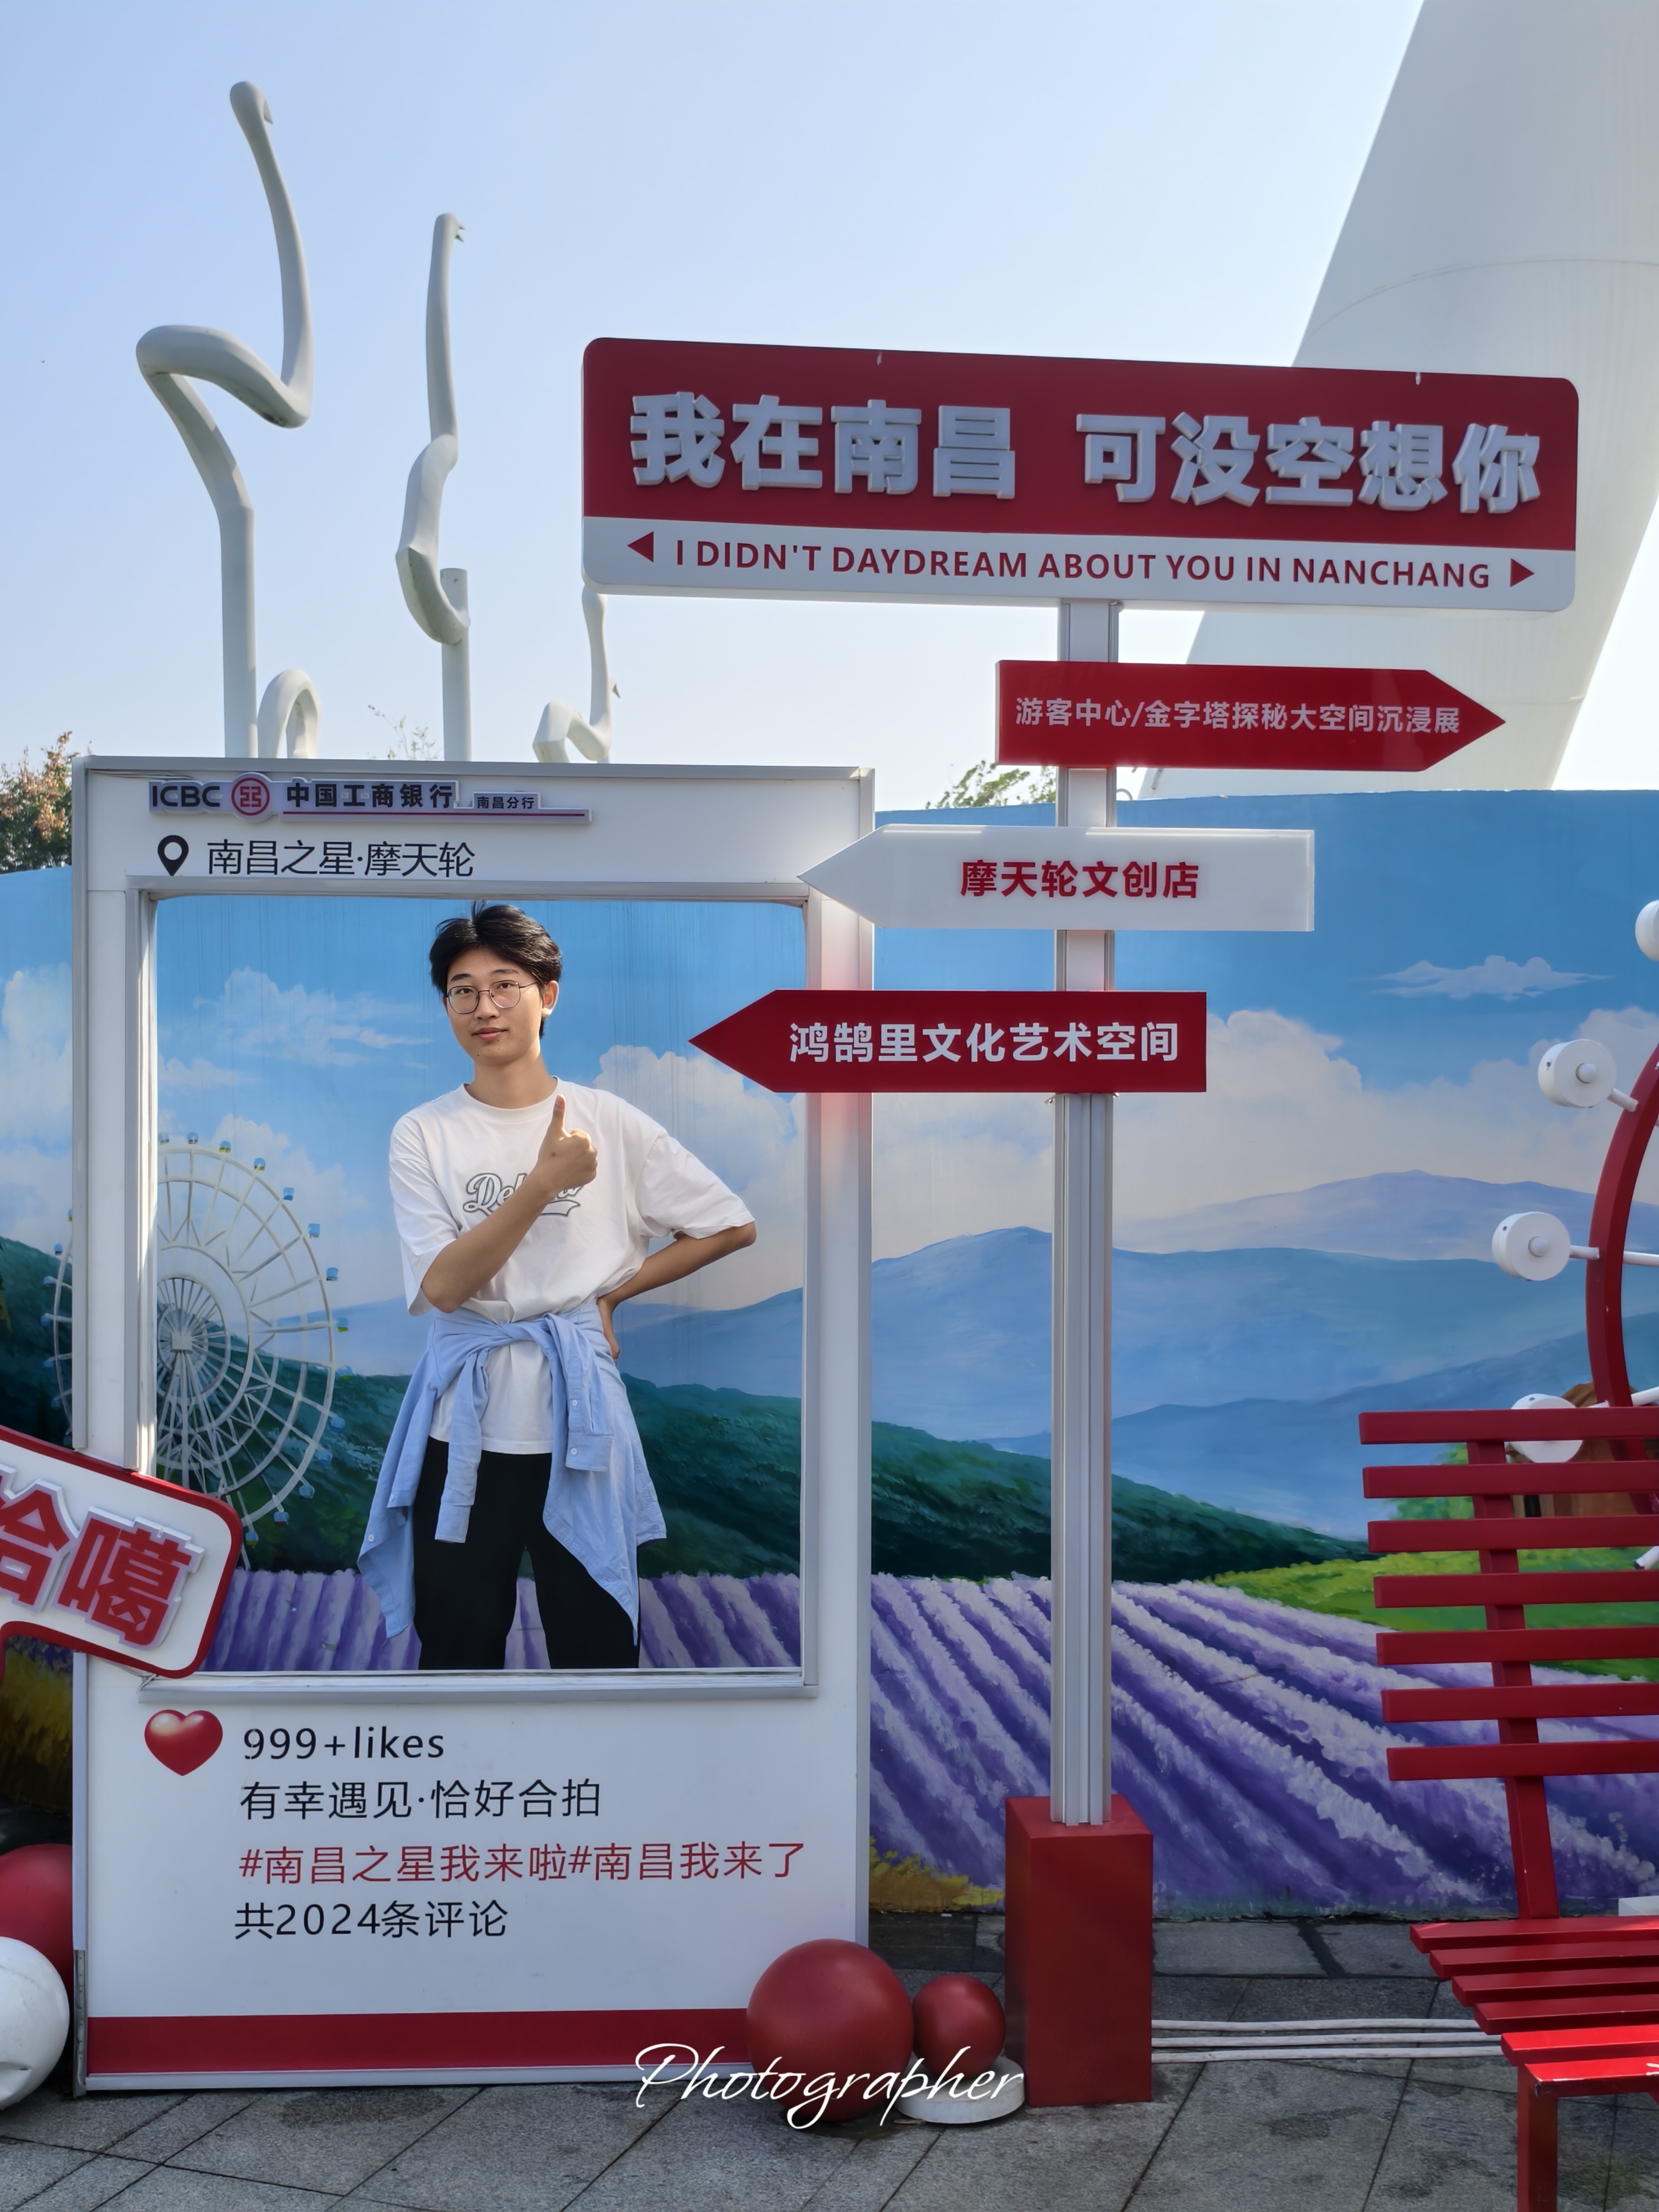 我在南昌 可没空想你
I DIDN'T DAYDREAM ABOUT YOU IN NANCHANG
游客中心/金字塔探秘大空间沉浸展
ICBC 中国工商银行 南昌分行
南昌之星·摩天轮
摩天轮文创店
鸿鹄里文化艺术空间
恰噶
999+likes
有幸遇见·恰好合拍
#南昌之星我来啦#南昌我来了
共2024条评论
Photographer